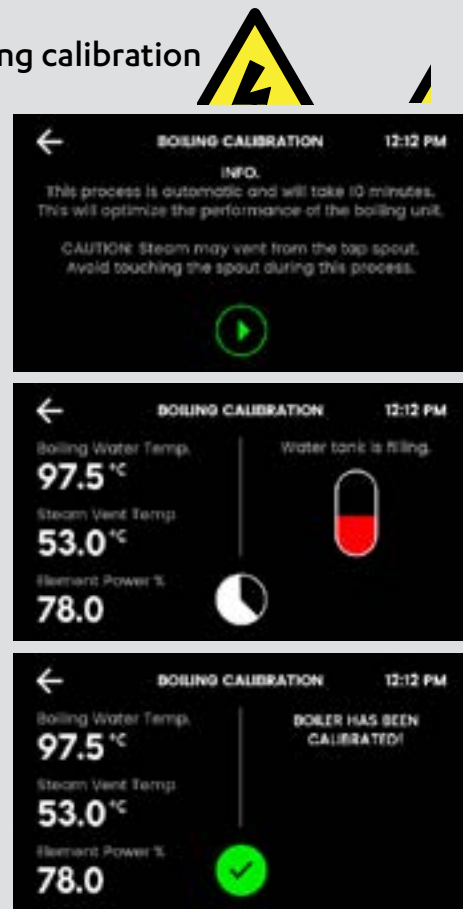 ng calibration
BOILING CALIBRATION 12:12 PM
INFO.
This process is automatic and will take 10 minutes.
This will optimize the performance of the boiling unit.
CAUTION: Steam may vent from the tap spout.
Avoid touching the spout during this process.
BOILING CALIBRATION 12:12 PM
Boiling Water Temp.
97.5 °C
Steam Vent Temp
53.0 °C
Element Power %
78.0
Water tank is filling.
BOILING CALIBRATION 12:12 PM
Boiling Water Temp.
97.5 °C
Steam Vent Temp
53.0 °C
Element Power %
78.0
BOILER HAS BEEN
CALIBRATED!